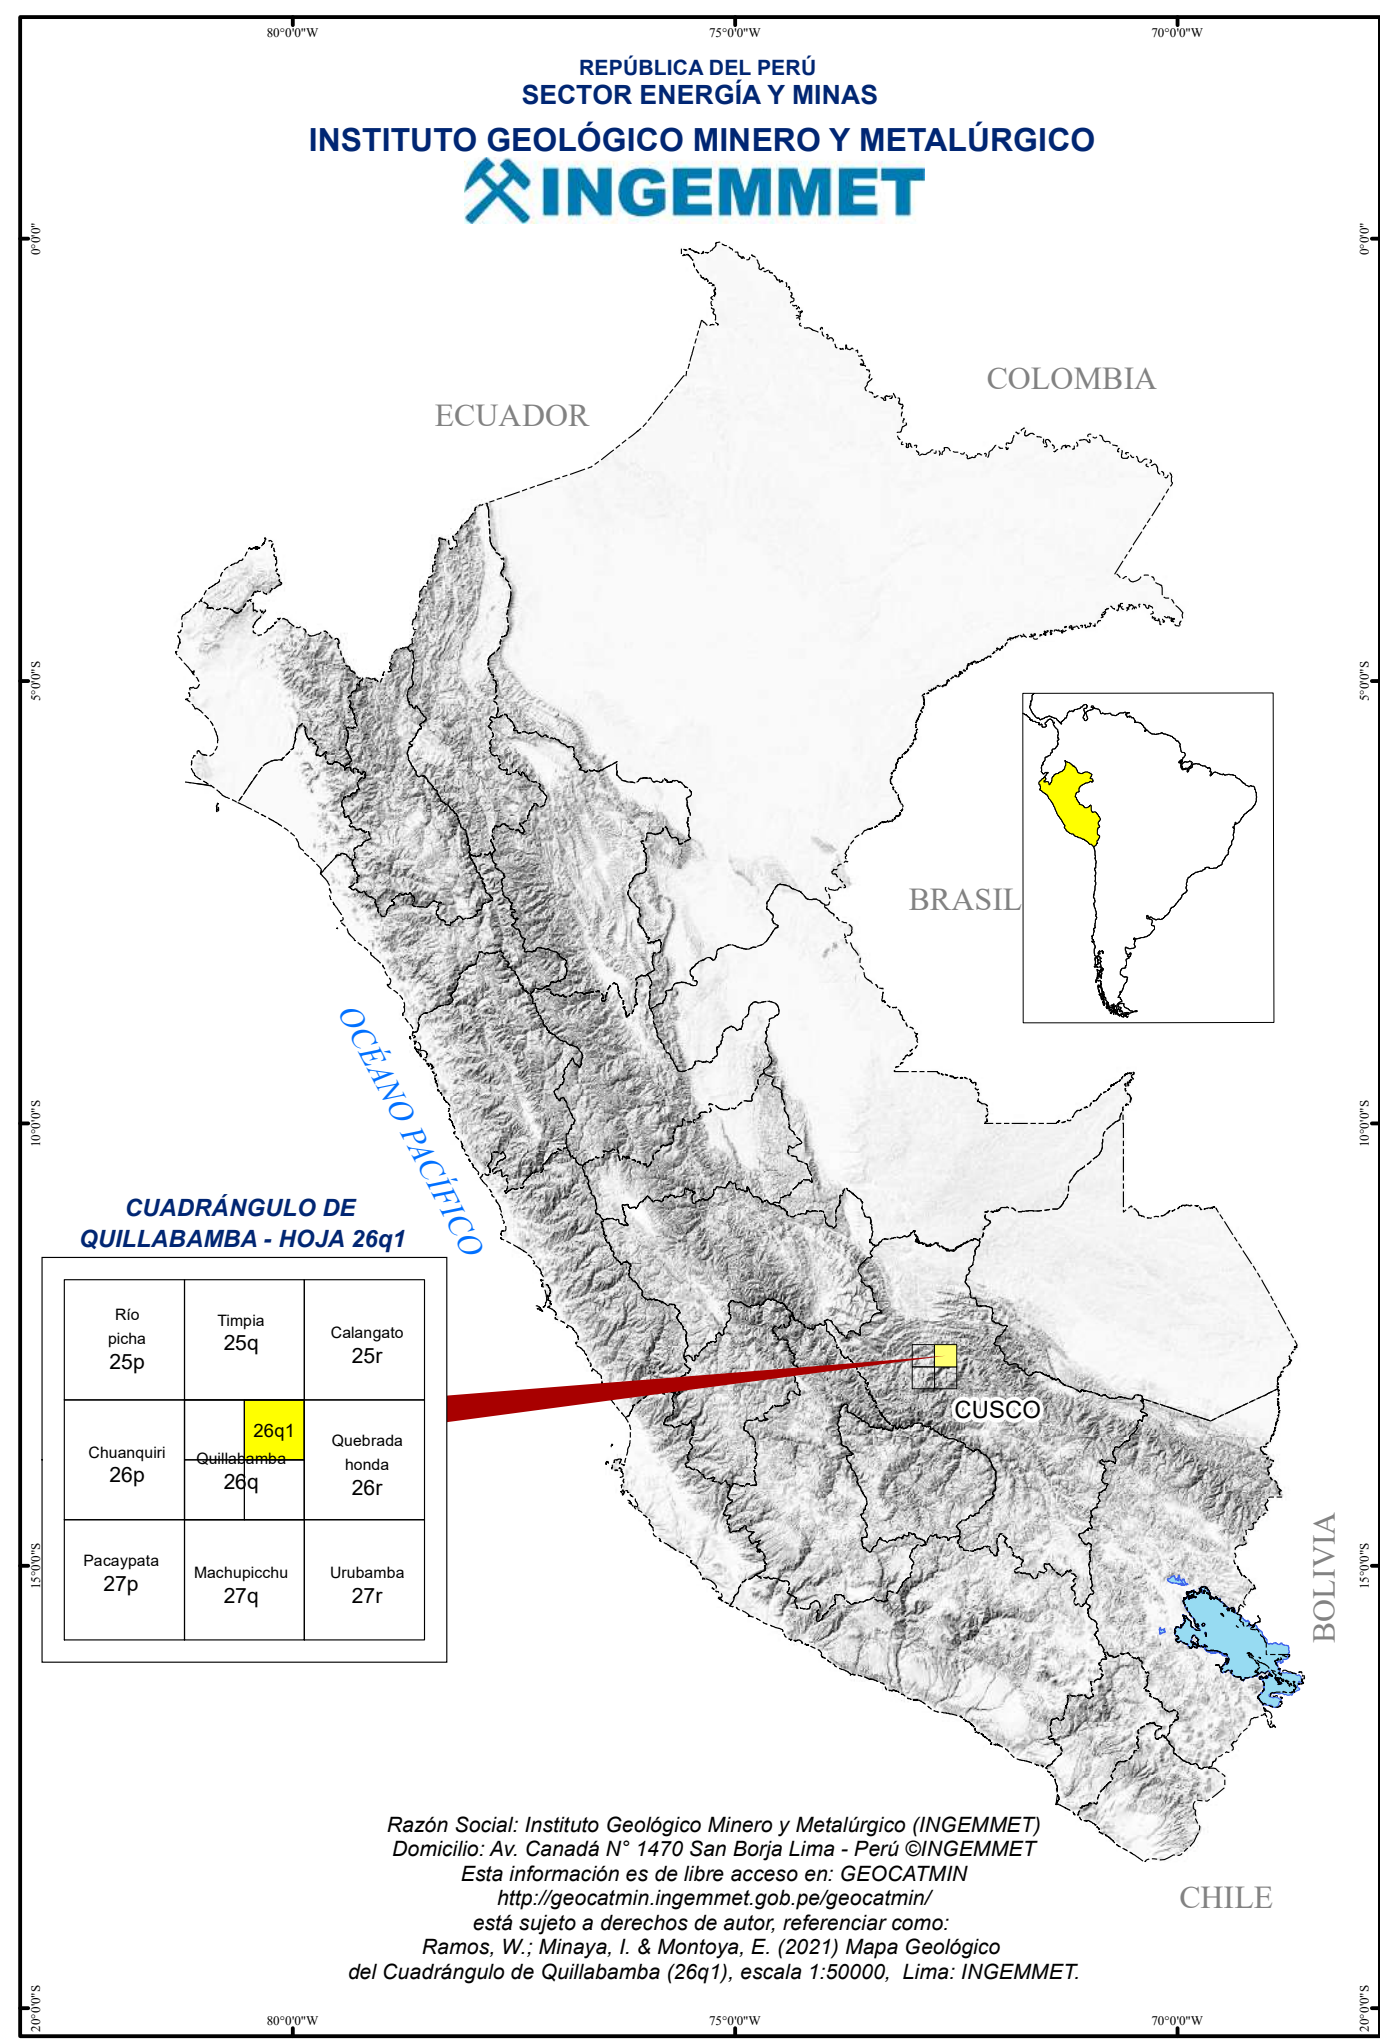 80°0'0"W
75°0'0"W
70°0'0"W
REPÚBLICA DEL PERÚ
SECTOR ENERGÍA Y MINAS
INSTITUTO GEOLÓGICO MINERO Y METALÚRGICO
INGEMMET
0°0'0"
0°0'0"
COLOMBIA
ECUADOR
5°0'0"S
5°0'0"S
BRASIL
OCÉANO PACÍFICO
10°0'0"S
10°0'0"S
CUADRÁNGULO DE
QUILLABAMBA - HOJA 26q1
Río
picha
25p
Timpia
25q
Calangato
25r
Chuanquiri
26p
26q1
Quillabamba
26q
Quebrada
honda
26r
Pacaypata
27p
Machupicchu
27q
Urubamba
27r
CUSCO
15°0'0"S
15°0'0"S
BOLIVIA
Razón Social: Instituto Geológico Minero y Metalúrgico (INGEMMET)
Domicilio: Av. Canadá N° 1470 San Borja Lima - Perú ©INGEMMET
Esta información es de libre acceso en: GEOCATMIN
http://geocatmin.ingemmet.gob.pe/geocatmin/
está sujeto a derechos de autor, referenciar como:
Ramos, W.; Minaya, I. & Montoya, E. (2021) Mapa Geológico
del Cuadrángulo de Quillabamba (26q1), escala 1:50000, Lima: INGEMMET.
CHILE
20°0'0"S
20°0'0"S
80°0'0"W
75°0'0"W
70°0'0"W